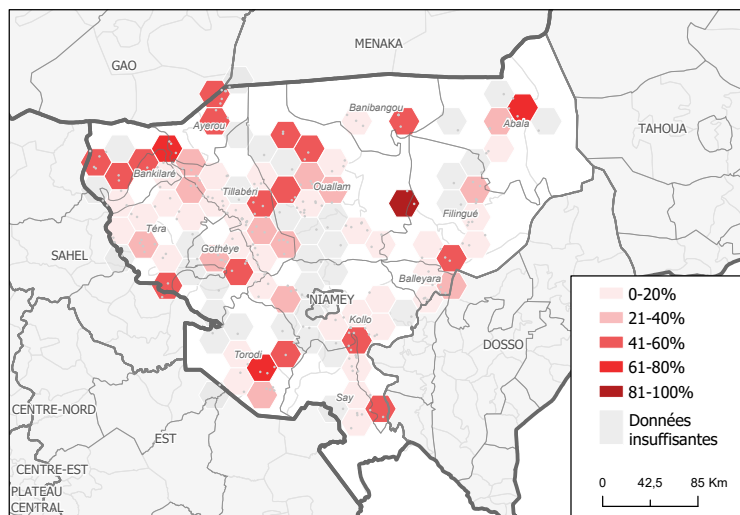 MENAKA
GAO
TAHOUA
Banibangou
Abala
Ayerou
Bankilaré
Tillabéri
Ouallam
Filingué
Téra
SAHEL
Gothèye
Balleyara
NIAMEY
Kollo
DOSSO
Torodi
Say
CENTRE-NORD
EST
CENTRE-EST
PLATEAU
CENTRAL
0-20%
21-40%
41-60%
61-80%
81-100%
Données
insuffisantes
0 42,5 85 Km